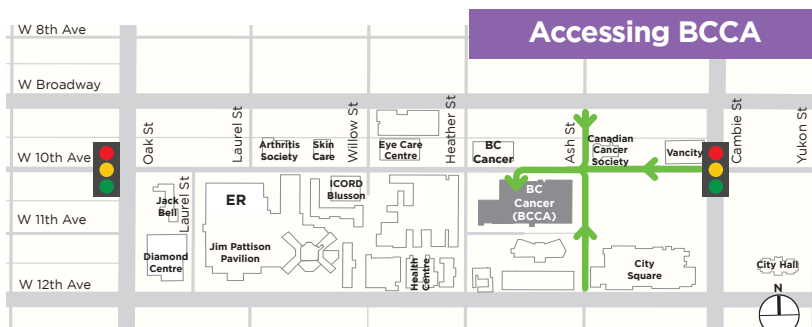 Accessing BCCA
W 8th Ave
W Broadway
Oak St
Laurel St
Willow St
Heather St
Ash St
Cambie St
Yukon St
Arthritis
Society
Skin
Care
Eye Care
Centre
BC
Cancer
Canadian
Cancer
Society
Vancity
W 10th Ave
Jack
Bell
Laurel St
ER
ICORD
Blusson
BC
Cancer
(BCCA)
W 11th Ave
Diamond
Centre
Jim Pattison
Pavilion
Health
Centre
City
Square
City Hall
W 12th Ave
N